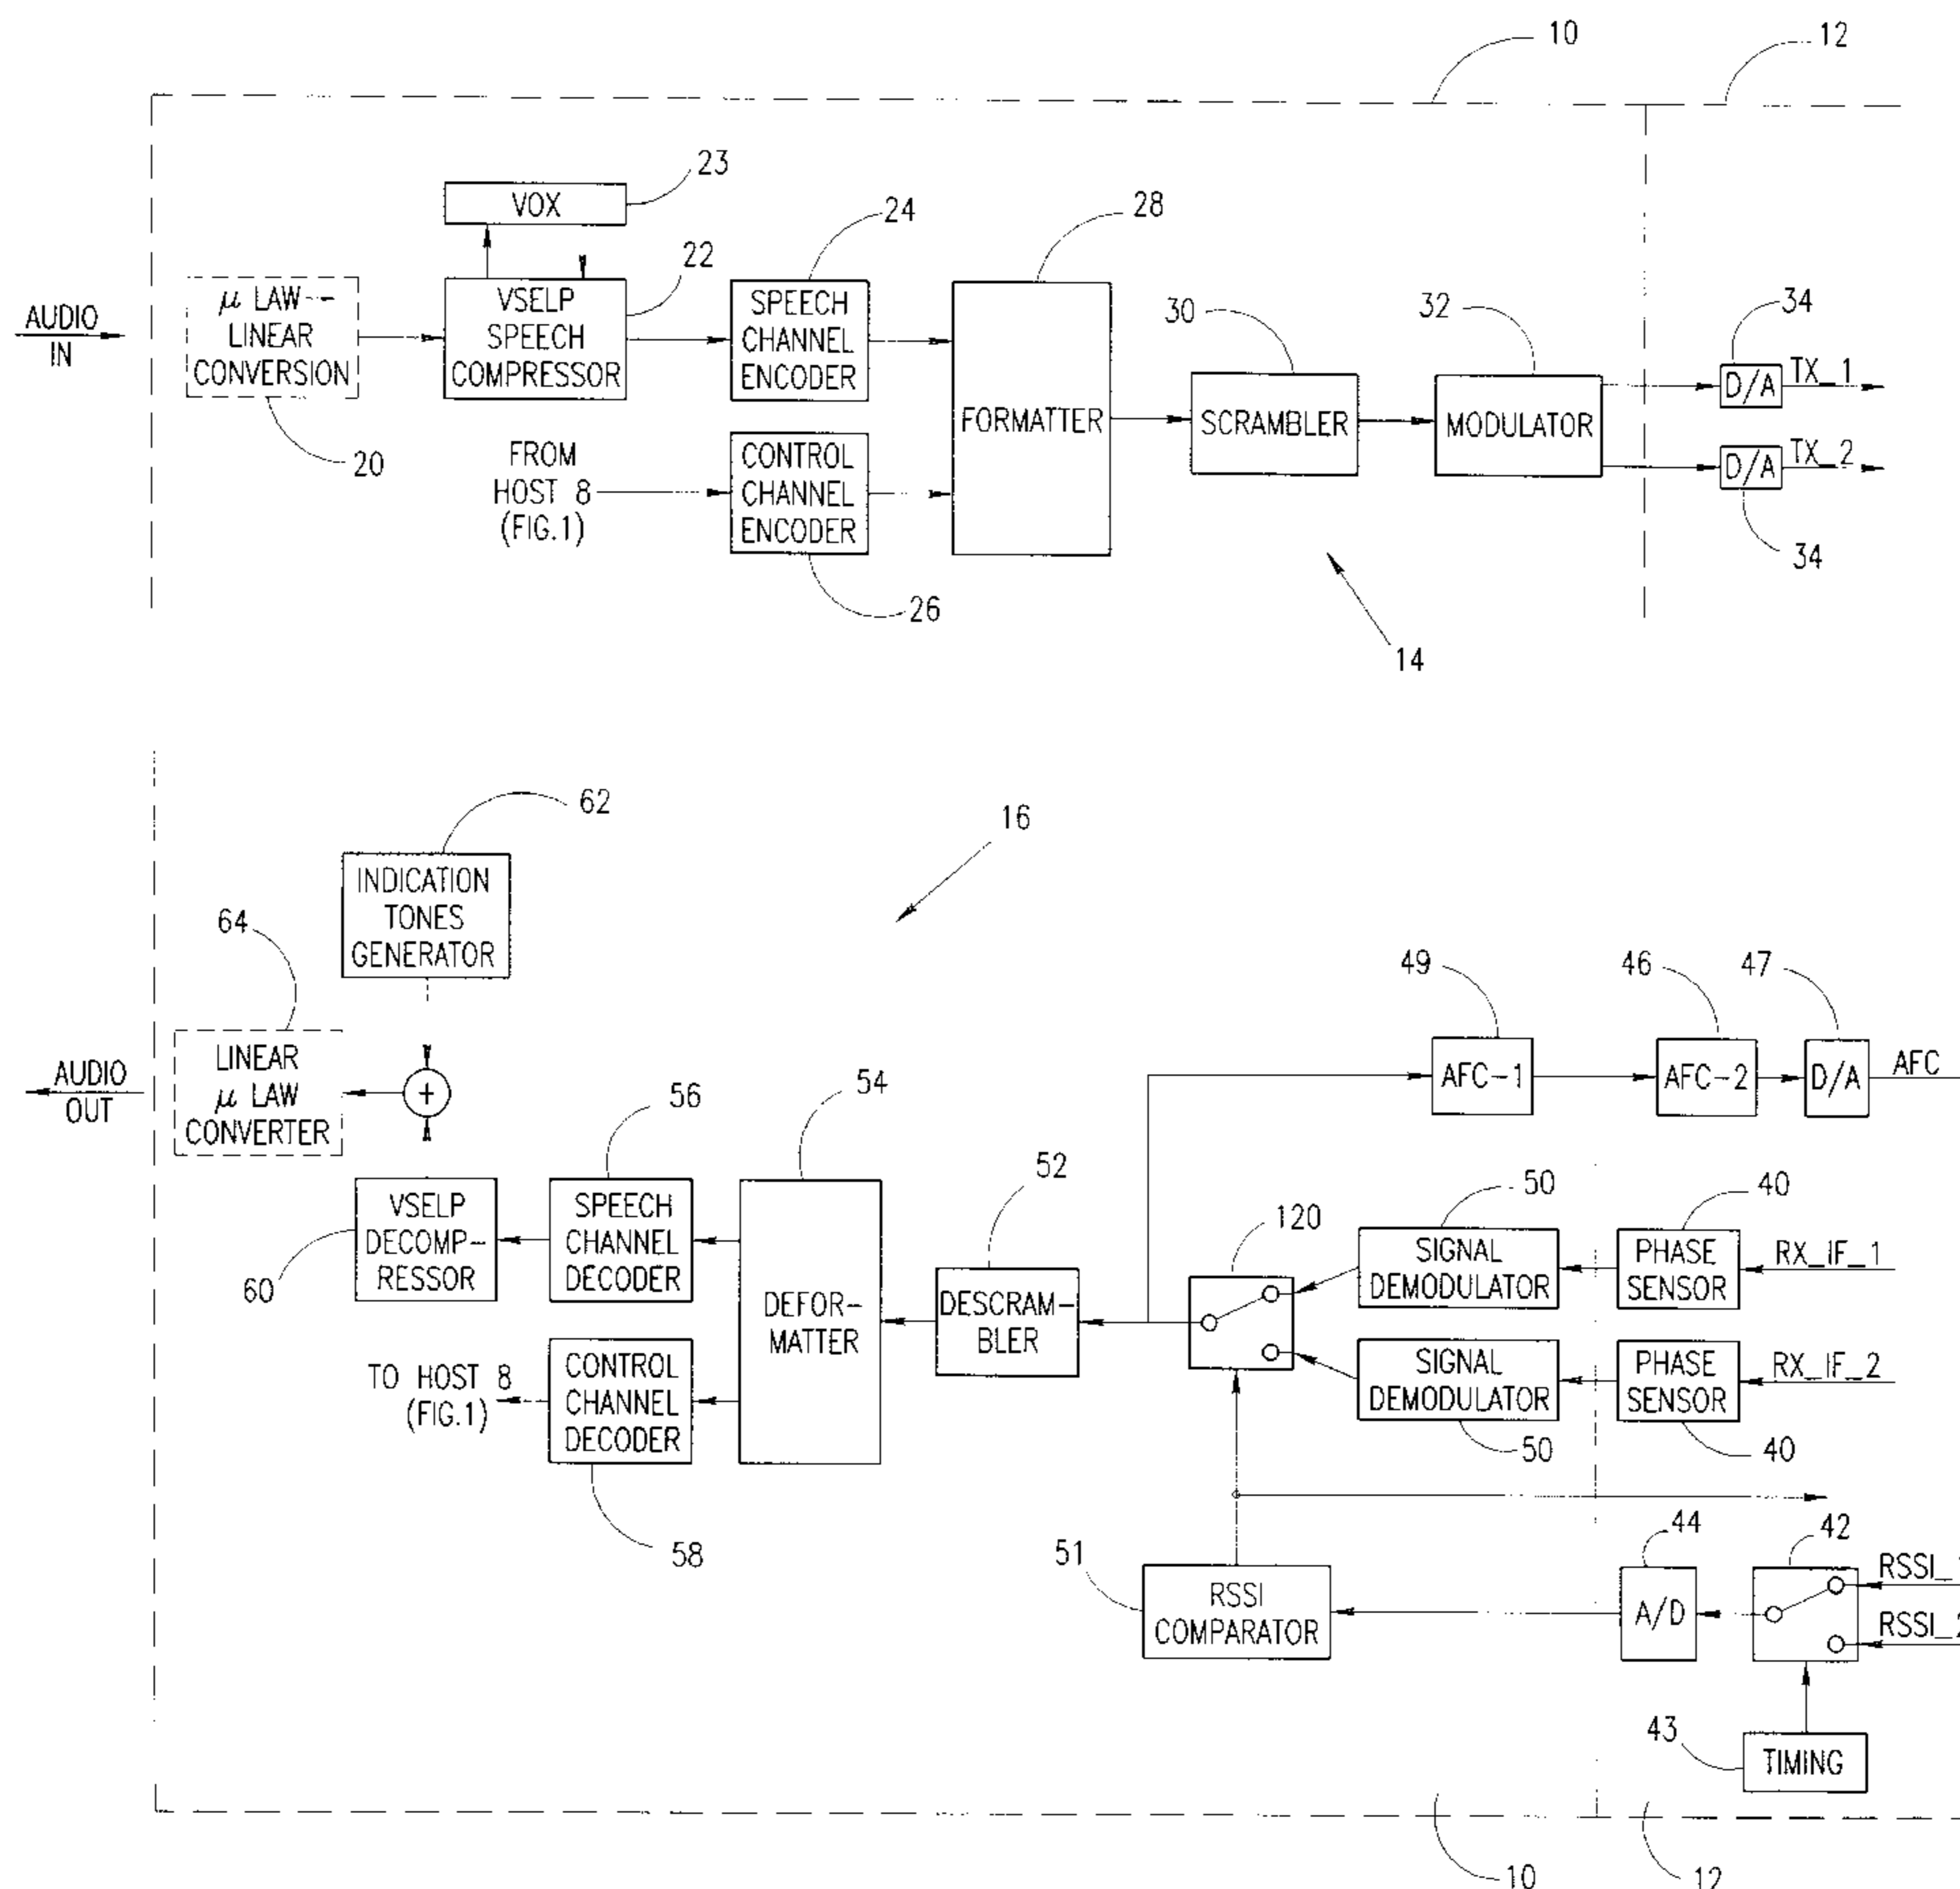 10
12
23
VOX
24
28
22
μ LAW--
LINEAR
CONVERSION
VSELP
SPEECH
COMPRESSOR
SPEECH
CHANNEL
ENCODER
30
32
34
AUDIO
IN
D/A
TX_1
FORMATTER
SCRAMBLER
MODULATOR
20
FROM
HOST 8
(FIG.1)
CONTROL
CHANNEL
ENCODER
D/A
TX_2
34
26
14
62
16
INDICATION
TONES
GENERATOR
64
49
46
47
AUDIO
OUT
LINEAR
μ LAW
CONVERTER
+
AFC-1
AFC-2
D/A
AFC
56
54
52
50
40
120
VSELP
DECOMP-
RESSOR
SPEECH
CHANNEL
DECODER
SIGNAL
DEMODULATOR
PHASE
SENSOR
RX_IF_1
60
DEFOR-
MATTER
DESCRAM-
BLER
TO HOST 8
(FIG.1)
CONTROL
CHANNEL
DECODER
SIGNAL
DEMODULATOR
PHASE
SENSOR
RX_IF_2
50
40
58
51
44
42
RSSI
COMPARATOR
A/D
RSSI_1
RSSI_2
43
TIMING
10
12